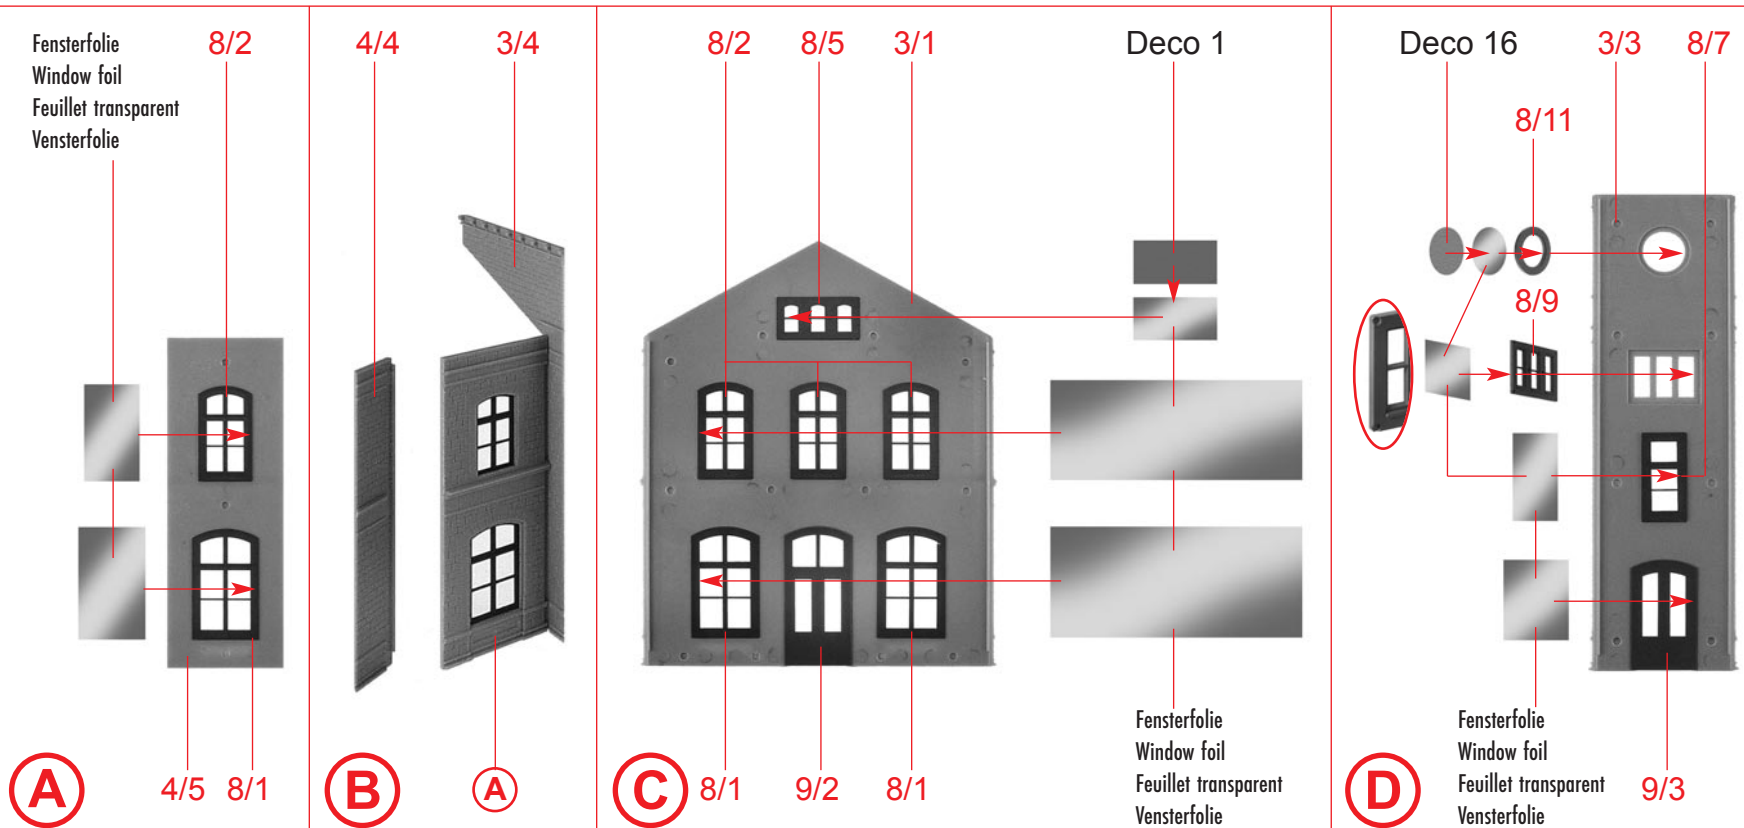 Fensterfolie
Window foil
Feuillet transparent
Vensterfolie
8/2
4/5
8/1
A
4/4
3/4
B
A
8/2
8/5
3/1
Deco 1
C
8/1
9/2
8/1
Fensterfolie
Window foil
Feuillet transparent
Vensterfolie
Deco 16
3/3
8/7
8/11
8/9
D
Fensterfolie
Window foil
Feuillet transparent
Vensterfolie
9/3